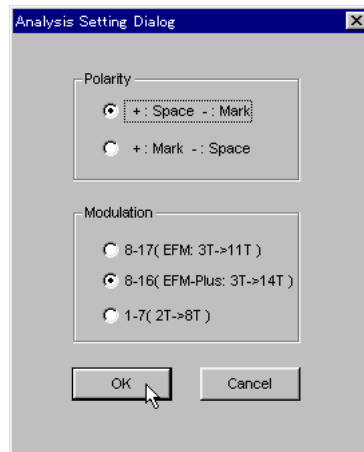 Analysis Setting Dialog
Polarity
+ : Space - : Mark
+ : Mark - : Space
Modulation
8-17( EFM: 3T->11T )
8-16( EFM-Plus: 3T->14T )
1-7( 2T->8T )
OK
Cancel